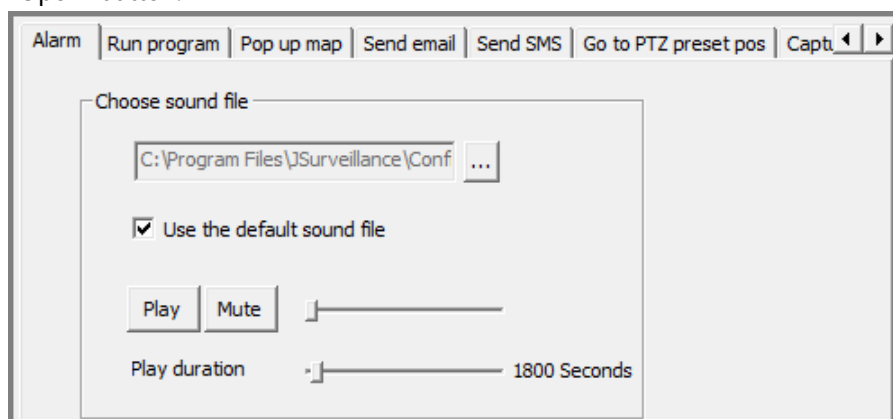 Alarm Run program Pop up map Send email Send SMS Go to PTZ preset pos Captu
Choose sound file
C:\Program Files\JSurveillance\Conf ...
Use the default sound file
Play Mute
Play duration 1800 Seconds